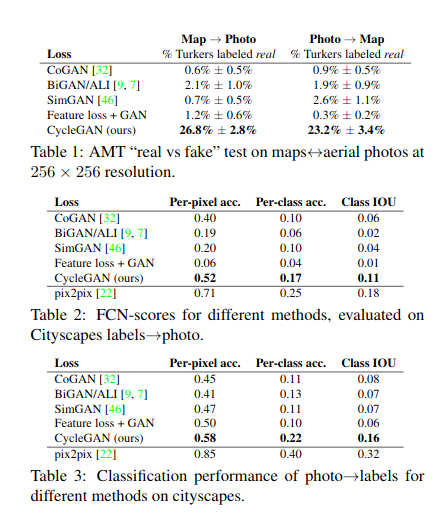 Map → Photo Photo → Map
Loss % Turkers labeled real % Turkers labeled real
CoGAN [32] 0.6% ± 0.5% 0.9% ± 0.5%
BiGAN/ALI [9, 7] 2.1% ± 1.0% 1.9% ± 0.9%
SimGAN [46] 0.7% ± 0.5% 2.6% ± 1.1%
Feature loss + GAN 1.2% ± 0.6% 0.3% ± 0.2%
CycleGAN (ours) 26.8% ± 2.8% 23.2% ± 3.4%
Table 1: AMT “real vs fake” test on maps↔aerial photos at
256 × 256 resolution.
Loss Per-pixel acc. Per-class acc. Class IOU
CoGAN [32] 0.40 0.10 0.06
BiGAN/ALI [9, 7] 0.19 0.06 0.02
SimGAN [46] 0.20 0.10 0.04
Feature loss + GAN 0.06 0.04 0.01
CycleGAN (ours) 0.52 0.17 0.11
pix2pix [22] 0.71 0.25 0.18
Table 2: FCN-scores for different methods, evaluated on
Cityscapes labels→photo.
Loss Per-pixel acc. Per-class acc. Class IOU
CoGAN [32] 0.45 0.11 0.08
BiGAN/ALI [9, 7] 0.41 0.13 0.07
SimGAN [46] 0.47 0.11 0.07
Feature loss + GAN 0.50 0.10 0.06
CycleGAN (ours) 0.58 0.22 0.16
pix2pix [22] 0.85 0.40 0.32
Table 3: Classification performance of photo→labels for
different methods on cityscapes.